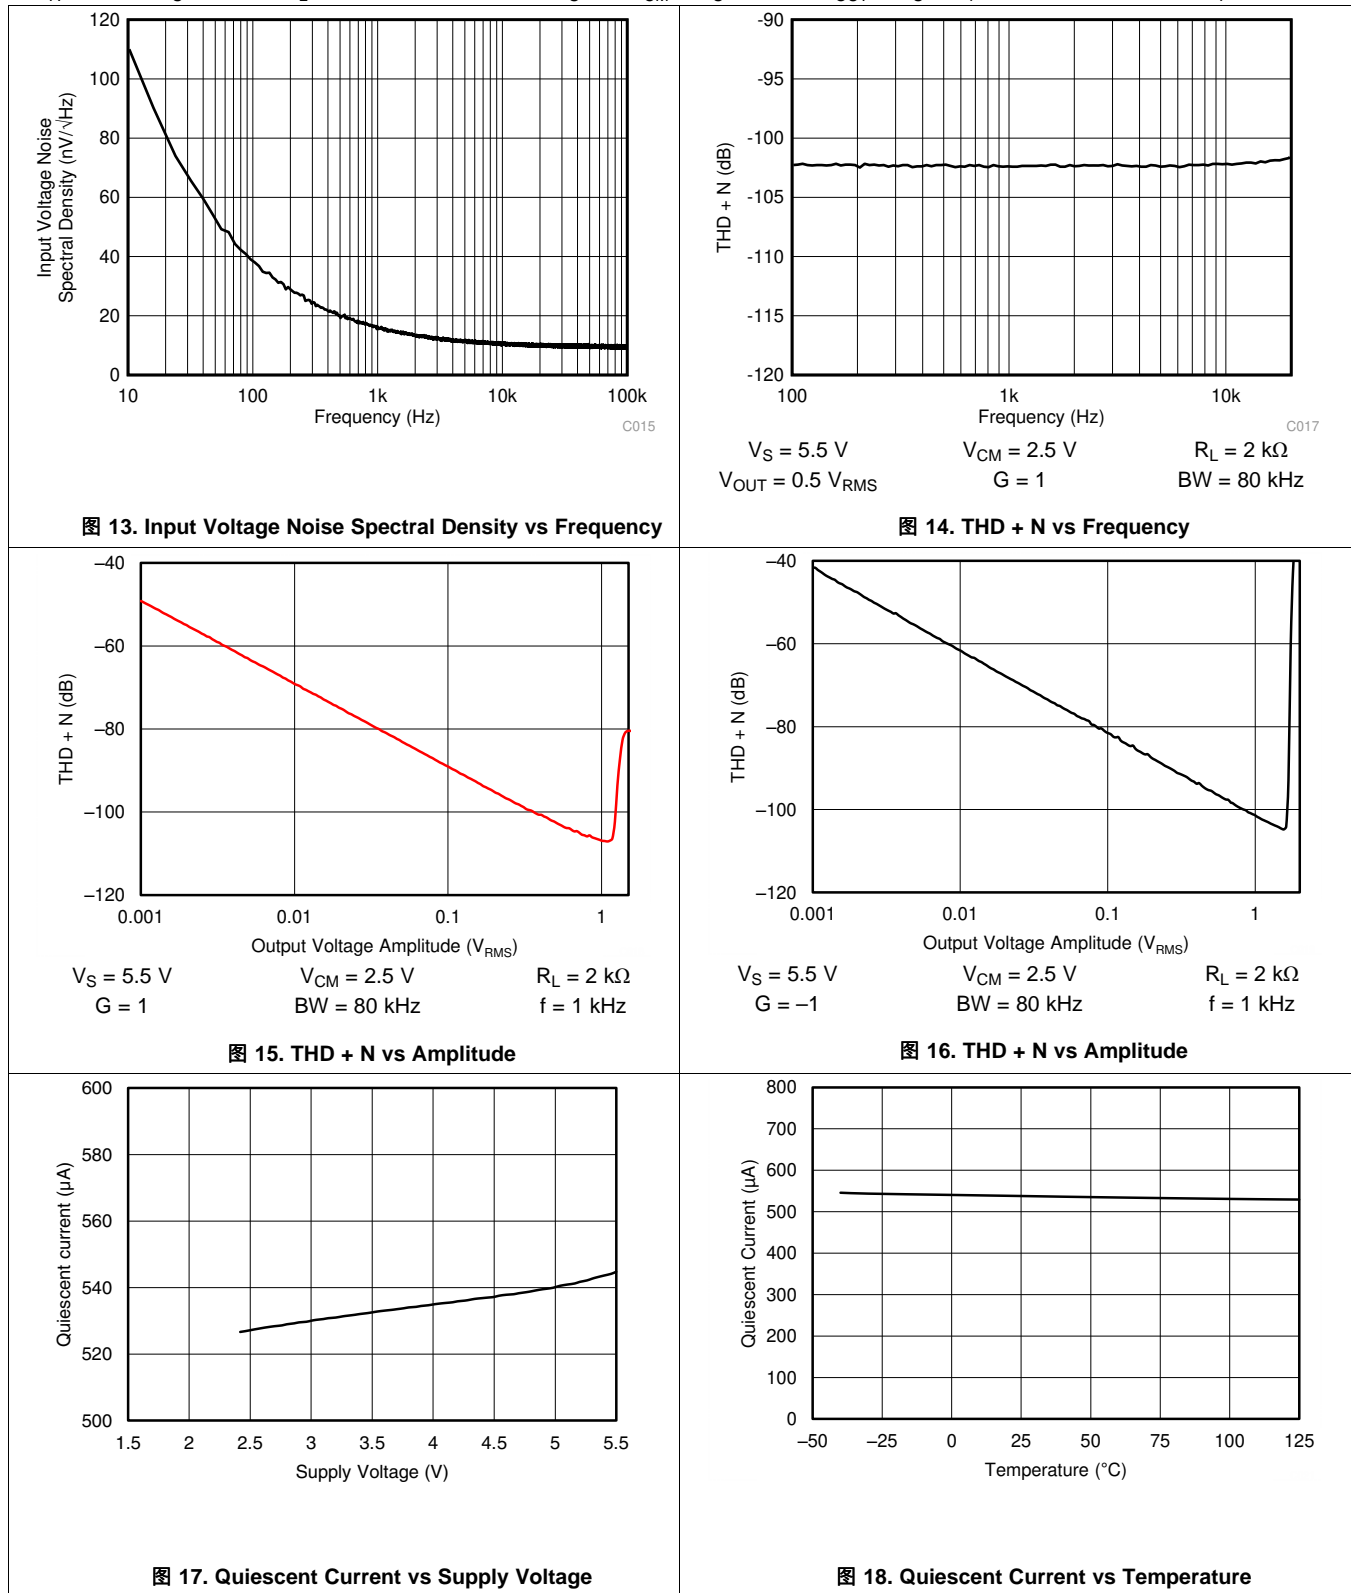 120
100
80
60
40
20
0
Input Voltage Noise
Spectral Density (nV/√Hz)
10
100
1k
10k
100k
Frequency (Hz)
C015
图 13. Input Voltage Noise Spectral Density vs Frequency
-90
-95
-100
-105
-110
-115
-120
THD + N (dB)
100
1k
10k
Frequency (Hz)
C017
VS = 5.5 V VCM = 2.5 V RL = 2 kΩ
VOUT = 0.5 VRMS G = 1 BW = 80 kHz
图 14. THD + N vs Frequency
–40
–60
–80
–100
–120
THD + N (dB)
0.001
0.01
0.1
1
Output Voltage Amplitude (VRMS)
VS = 5.5 V VCM = 2.5 V RL = 2 kΩ
G = 1 BW = 80 kHz f = 1 kHz
图 15. THD + N vs Amplitude
–40
–60
–80
–100
–120
THD + N (dB)
0.001
0.01
0.1
1
Output Voltage Amplitude (VRMS)
VS = 5.5 V VCM = 2.5 V RL = 2 kΩ
G = –1 BW = 80 kHz f = 1 kHz
图 16. THD + N vs Amplitude
600
580
560
540
520
500
Quiescent current (µA)
1.5
2
2.5
3
3.5
4
4.5
5
5.5
Supply Voltage (V)
图 17. Quiescent Current vs Supply Voltage
800
700
600
500
400
300
200
100
0
Quiescent Current (µA)
–50
–25
0
25
50
75
100
125
Temperature (°C)
图 18. Quiescent Current vs Temperature